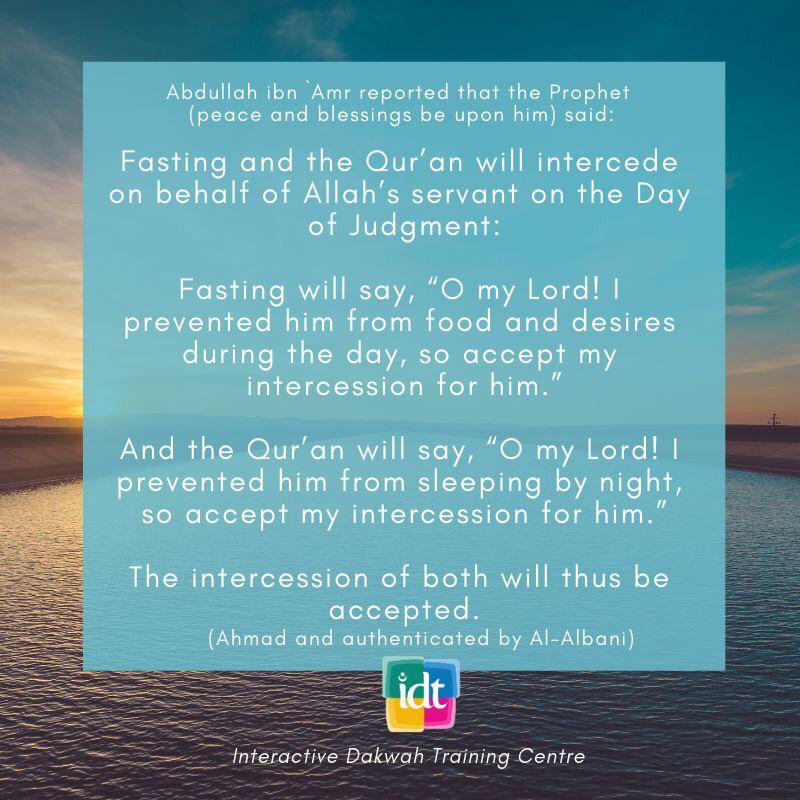 Abdullah ibn `Amr reported that the Prophet
(peace and blessings be upon him) said:
Fasting and the Qur’an will intercede
on behalf of Allah’s servant on the Day
of Judgment:
Fasting will say, “O my Lord! I
prevented him from food and desires
during the day, so accept my
intercession for him.”
And the Qur’an will say, “O my Lord! I
prevented him from sleeping by night,
so accept my intercession for him.”
The intercession of both will thus be
accepted.
(Ahmad and authenticated by Al-Albani)
idt
Interactive Dakwah Training Centre